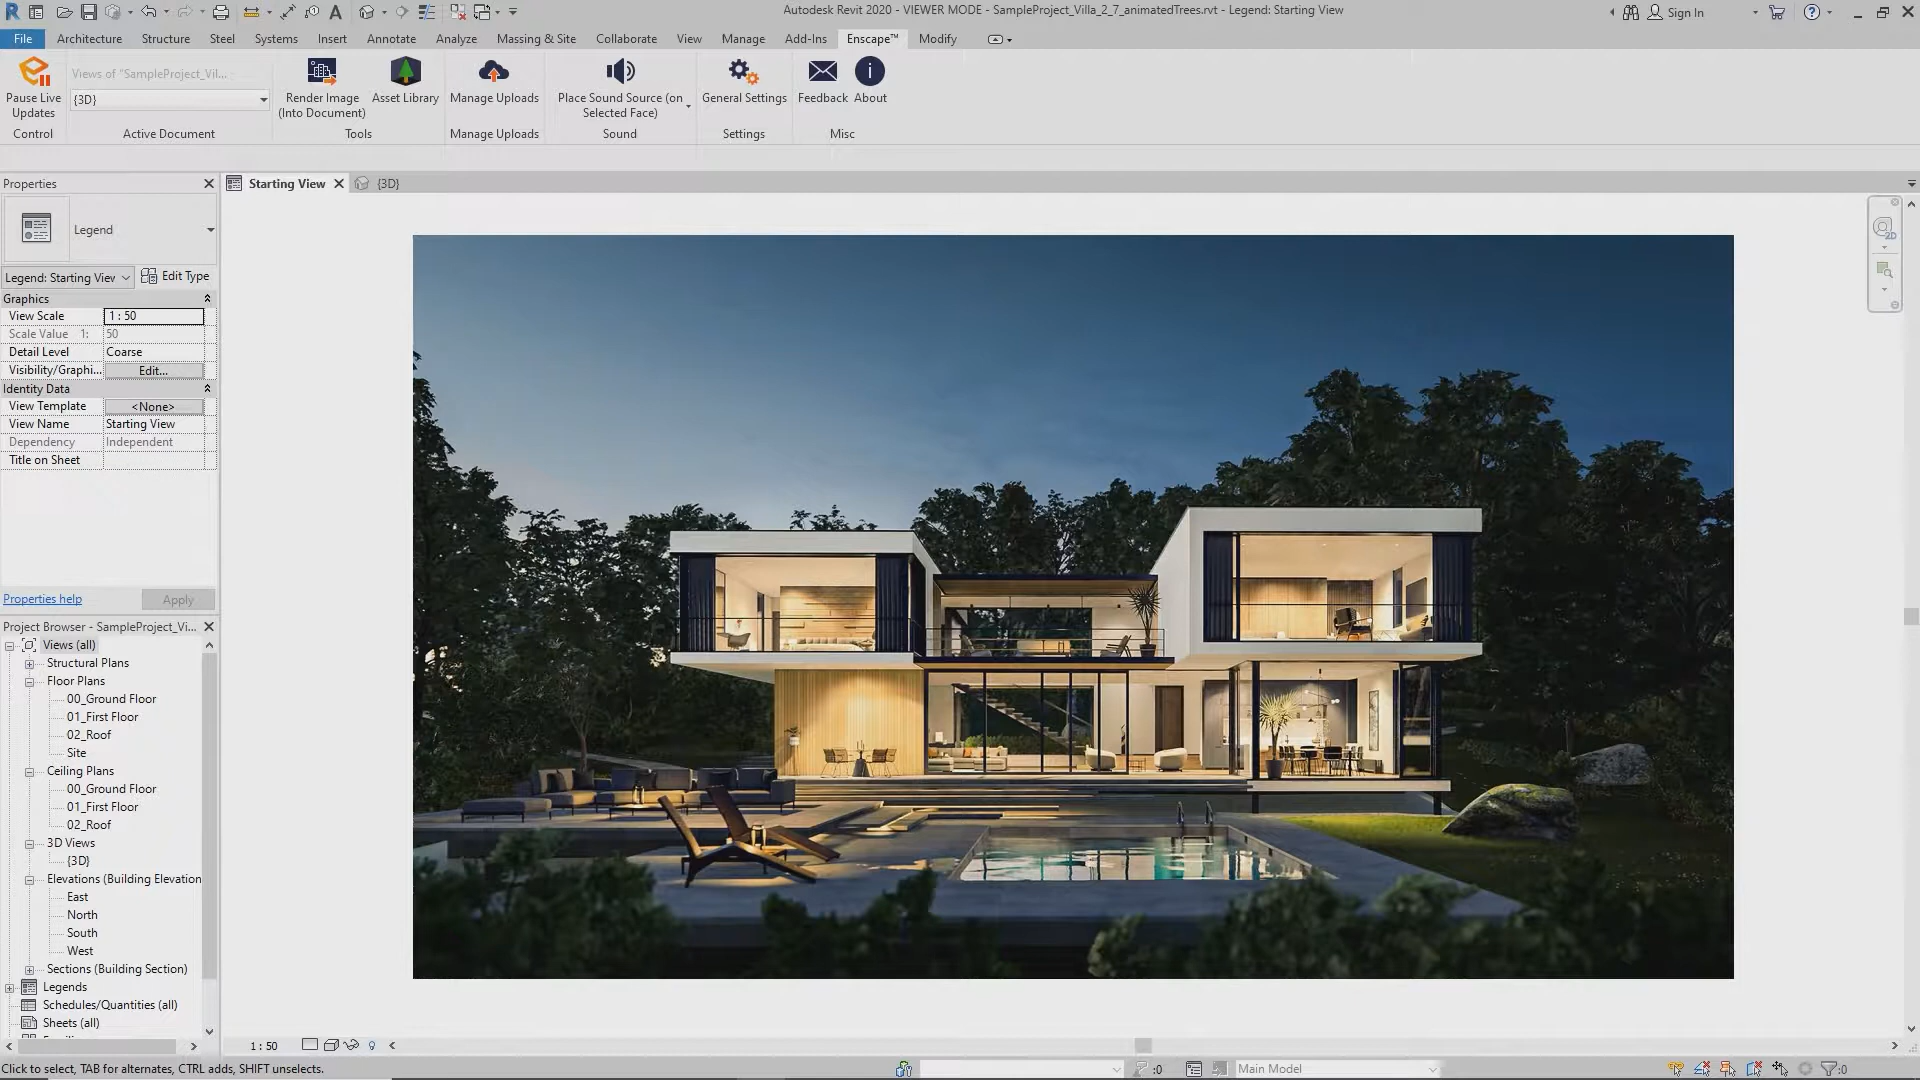 Autodesk Revit 2020 - VIEWER MODE - SampleProject_Villa_2_7_animatedTrees.rvt - Legend: Starting View
Sign In
File Architecture Structure Steel Systems Insert Annotate Analyze Massing & Site Collaborate View Manage Add-Ins Enscape™ Modify
Pause Live Updates
Control
Views of "SampleProject_Vil...
{3D}
Active Document
Render Image (Into Document)
Asset Library
Tools
Manage Uploads
Manage Uploads
Place Sound Source (on Selected Face)
Sound
General Settings
Settings
Feedback
About
Misc
Properties
Starting View
{3D}
Legend
Legend: Starting View
Edit Type
Graphics
View Scale 1 : 50
Scale Value 1: 50
Detail Level Coarse
Visibility/Graphi... Edit...
Identity Data
View Template <None>
View Name Starting View
Dependency Independent
Title on Sheet
Properties help Apply
Project Browser - SampleProject_Vi...
Views (all)
Structural Plans
Floor Plans
00_Ground Floor
01_First Floor
02_Roof
Site
Ceiling Plans
00_Ground Floor
01_First Floor
02_Roof
3D Views
{3D}
Elevations (Building Elevation
East
North
South
West
Sections (Building Section)
Legends
Schedules/Quantities (all)
Sheets (all)
2D
1 : 50
Click to select, TAB for alternates, CTRL adds, SHIFT unselects.
:0
Main Model
:0